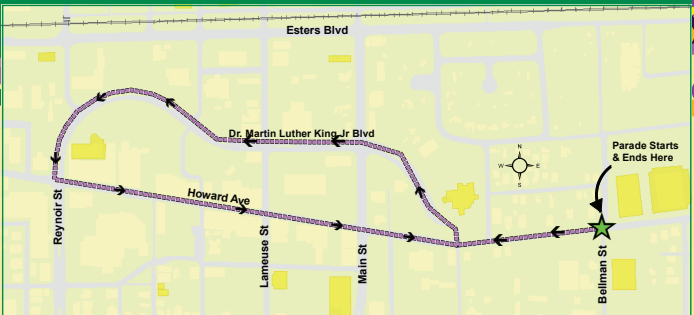 Esters Blvd
Dr. Martin Luther King Jr Blvd
Parade Starts
& Ends Here
N
W
E
S
Howard Ave
Reynoir St
Lameuse St
Main St
Bellman St